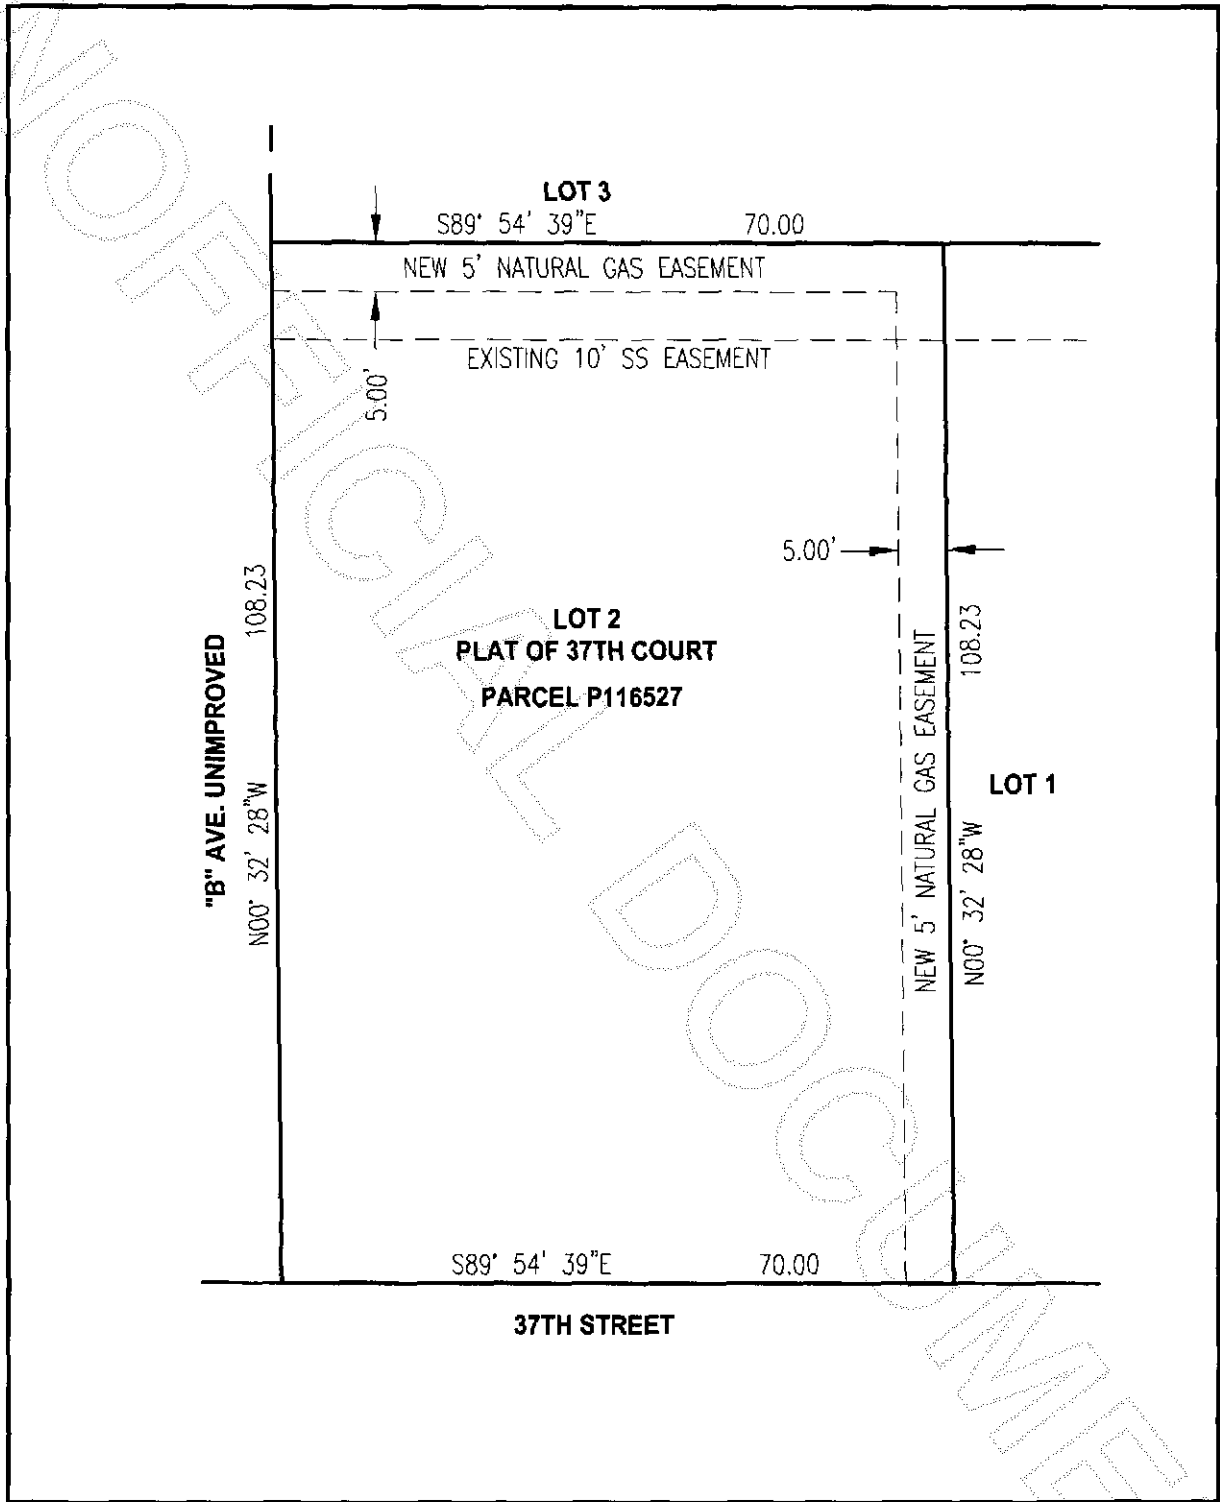 LOT 3
S89° 54' 39"E 70.00
NEW 5' NATURAL GAS EASEMENT
EXISTING 10' SS EASEMENT
5.00'
5.00'
"B" AVE. UNIMPROVED
N00° 32' 28"W 108.23
LOT 2
PLAT OF 37TH COURT
PARCEL P116527
NEW 5' NATURAL GAS EASEMENT
N00° 32' 28"W 108.23
LOT 1
S89° 54' 39"E 70.00
37TH STREET
NOFFICIAL DOCUME